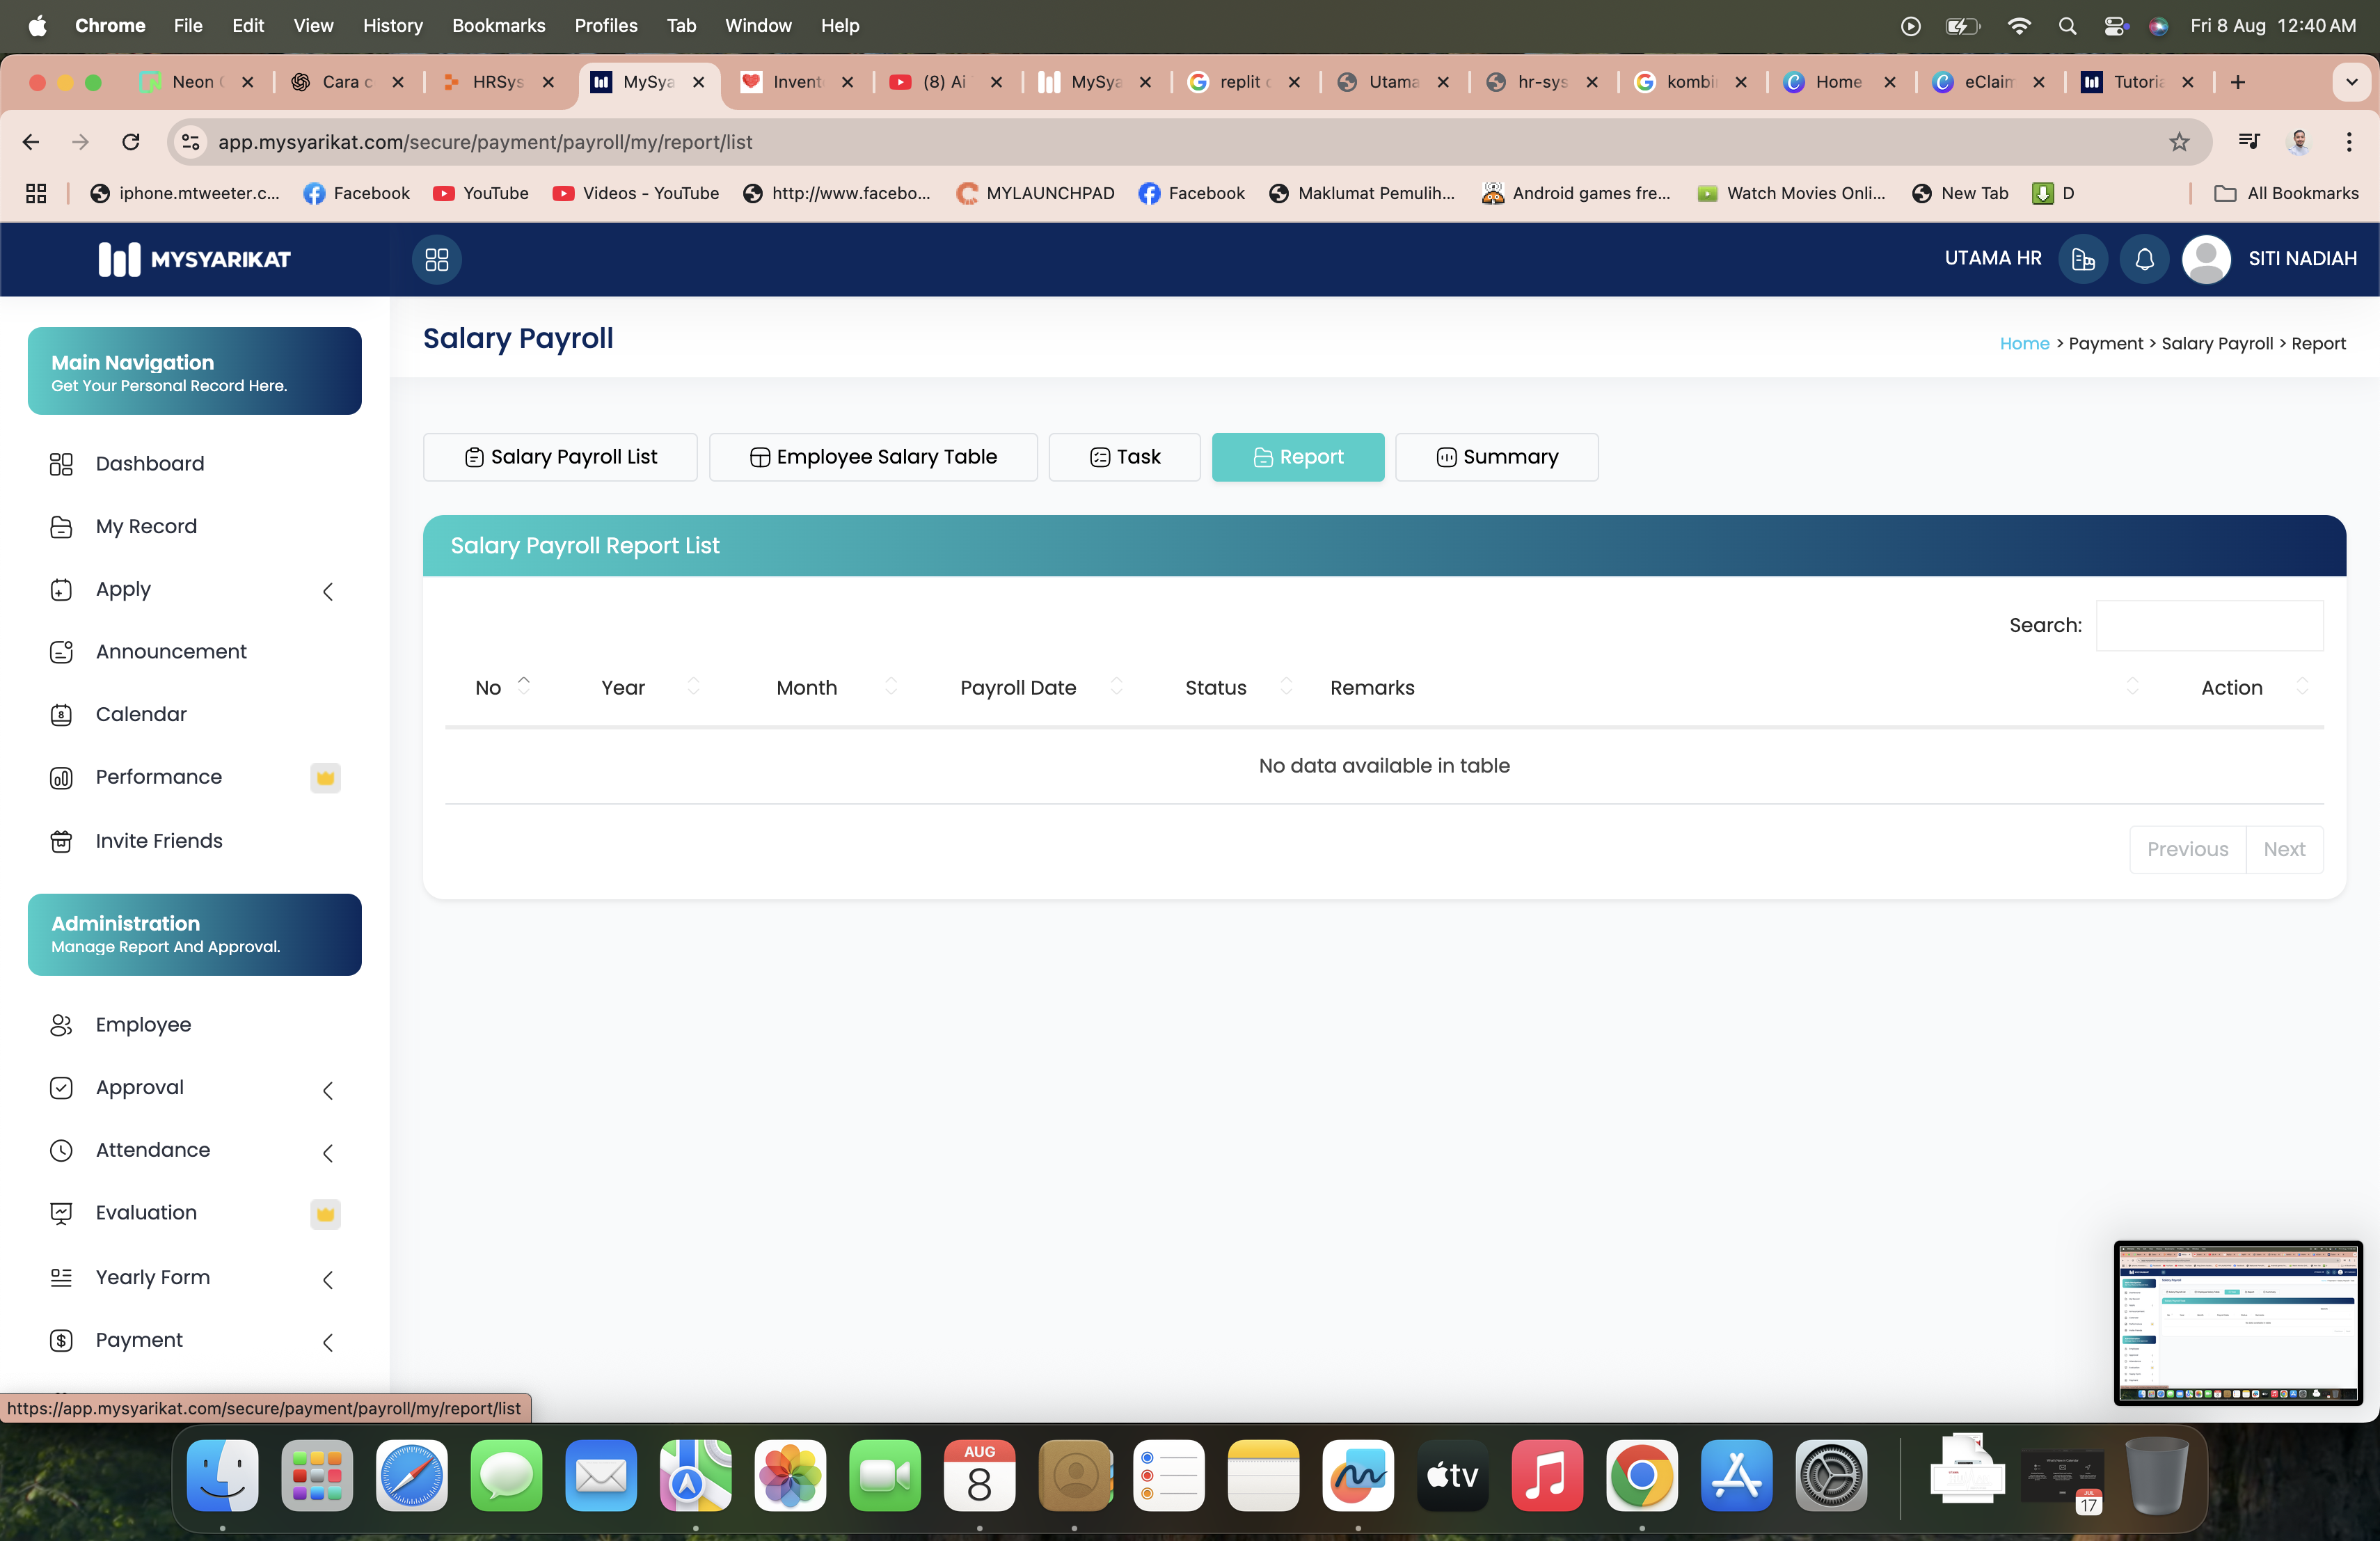 Chrome File Edit View History Bookmarks Profiles Tab Window Help Fri 8 Aug 12:40 AM
Neon Cara c HRSys MySya Invent (8) Ai MySya replit Utama hr-sys kombi Home eClaim Tutoria
app.mysyarikat.com/secure/payment/payroll/my/report/list
iphone.mtweeter.c... Facebook YouTube Videos - YouTube http://www.facebo... MYLAUNCHPAD Facebook Maklumat Pemulih... Android games fre... Watch Movies Onli... New Tab D All Bookmarks
MYSYARIKAT UTAMA HR SITI NADIAH
Salary Payroll
Home > Payment > Salary Payroll > Report
Main Navigation
Get Your Personal Record Here.
Dashboard
My Record
Apply
Announcement
8 Calendar
Performance
Invite Friends
Administration
Manage Report And Approval.
Employee
Approval
Attendance
Evaluation
Yearly Form
Payment
Salary Payroll List Employee Salary Table Task Report Summary
Salary Payroll Report List
Search:
No Year Month Payroll Date Status Remarks Action
No data available in table
Previous Next
https://app.mysyarikat.com/secure/payment/payroll/my/report/list
AUG
8
tv
JUL
17